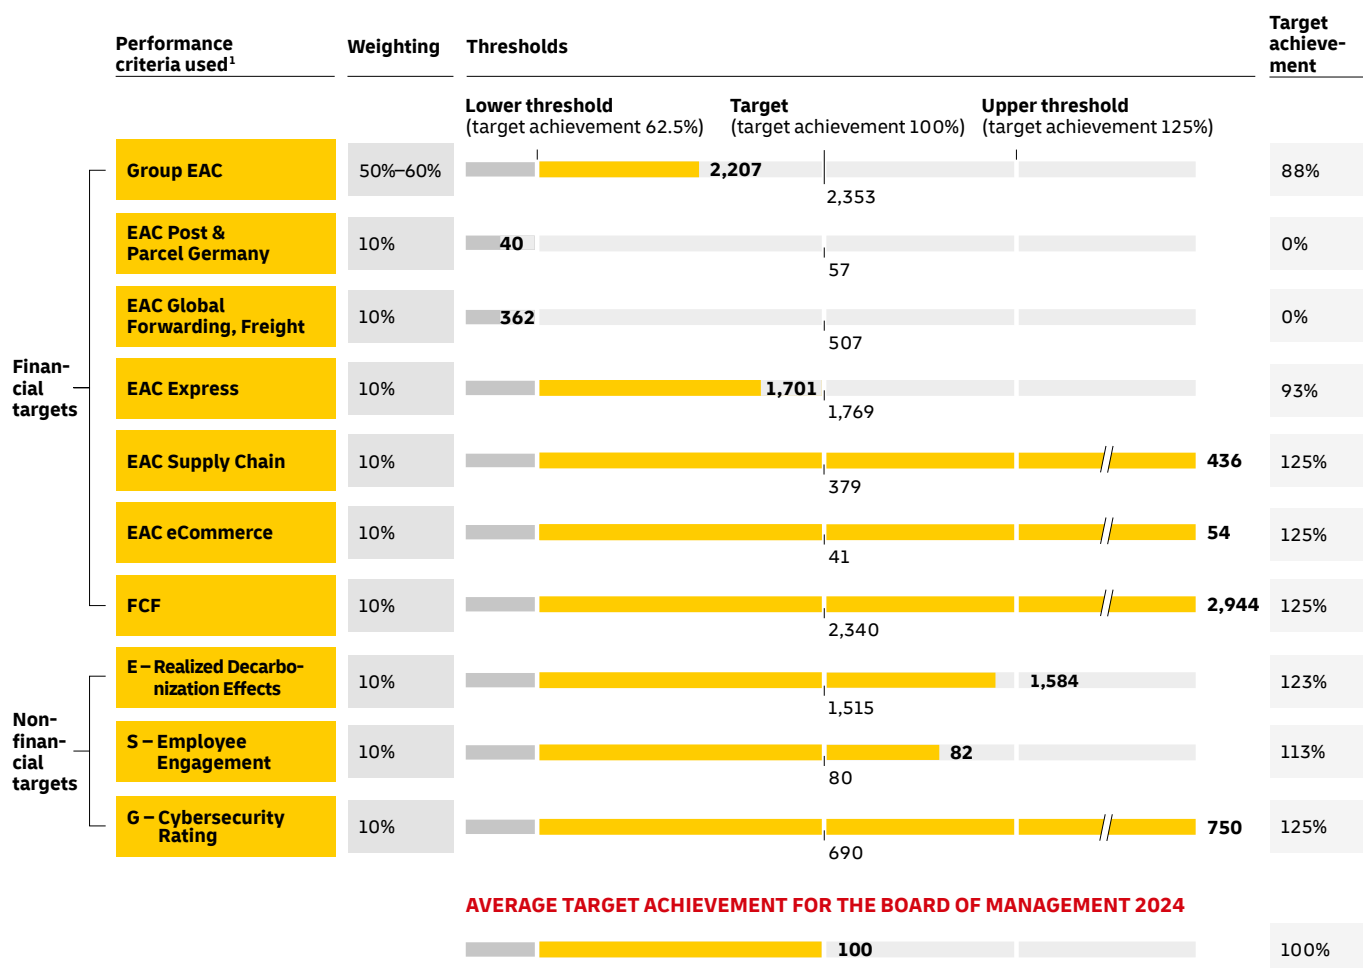 Performance
criteria used¹
Weighting
Thresholds
Target
achieve-
ment
Lower threshold
(target achievement 62.5%)
Target
(target achievement 100%)
Upper threshold
(target achievement 125%)
Finan-
cial
targets
Group EAC
50%–60%
2,207
2,353
88%
EAC Post &
Parcel Germany
10%
40
57
0%
EAC Global
Forwarding, Freight
10%
362
507
0%
EAC Express
10%
1,701
1,769
93%
EAC Supply Chain
10%
436
379
125%
EAC eCommerce
10%
54
41
125%
FCF
10%
2,944
2,340
125%
Non-
finan-
cial
targets
E – Realized Decarbo-
nization Effects
10%
1,584
1,515
123%
S – Employee
Engagement
10%
82
80
113%
G – Cybersecurity
Rating
10%
750
690
125%
AVERAGE TARGET ACHIEVEMENT FOR THE BOARD OF MANAGEMENT 2024
100
100%